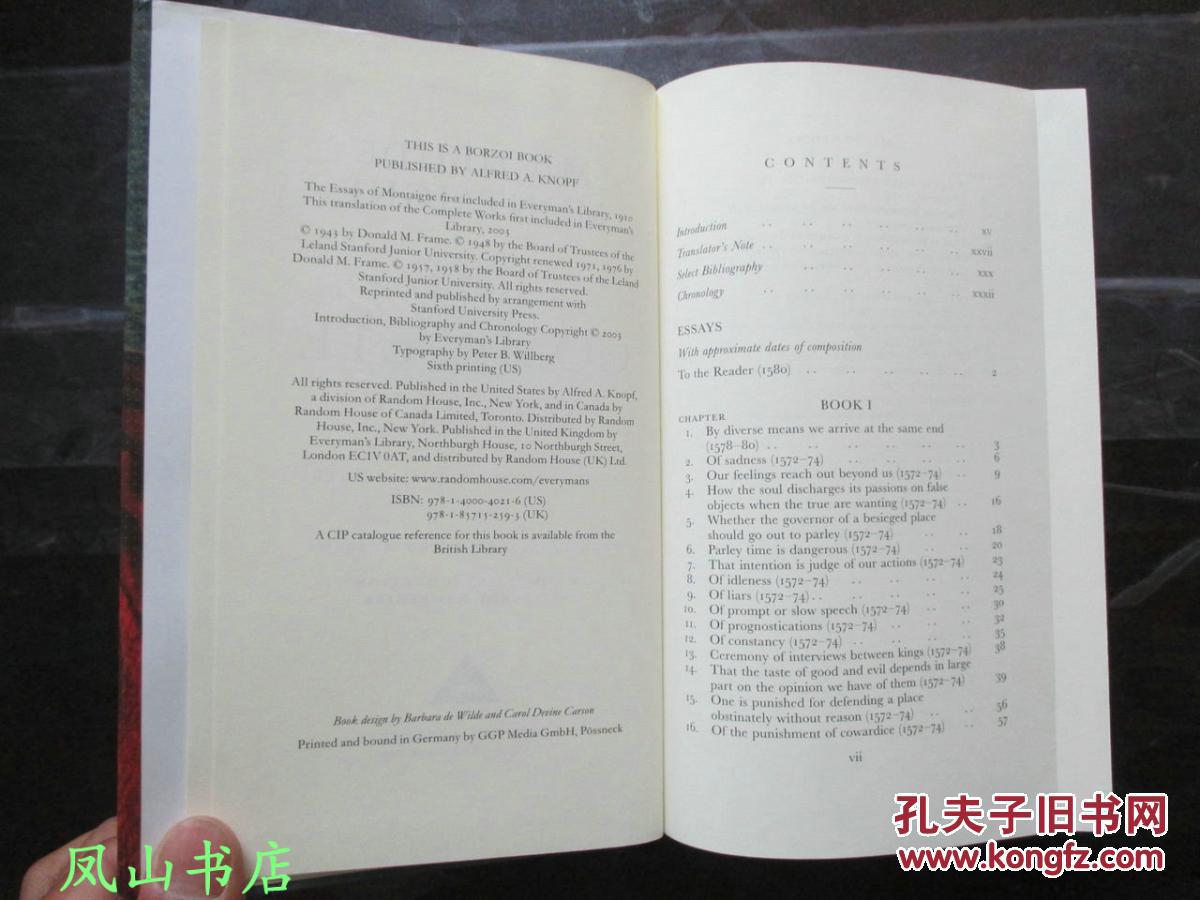 THIS IS A BORZOI BOOK
PUBLISHED BY ALFRED A. KNOPF
The Essays of Montaigne first included in Everyman's Library, 1910
This translation of the Complete Works first included in Everyman's
Library, 2003
© 1943 by Donald M. Frame. © 1948 by the Board of Trustees of the
Leland Stanford Junior University. Copyright renewed 1971, 1976 by
Donald M. Frame. © 1957, 1958 by the Board of Trustees of the Leland
Stanford Junior University. All rights reserved.
Reprinted and published by arrangement with
Stanford University Press.
Introduction, Bibliography and Chronology Copyright © 2003
by Everyman's Library
Typography by Peter B. Willberg
Sixth printing (US)
All rights reserved. Published in the United States by Alfred A. Knopf,
a division of Random House, Inc., New York, and in Canada by
Random House of Canada Limited, Toronto. Distributed by Random
House, Inc., New York. Published in the United Kingdom by
Everyman's Library, Northburgh House, 10 Northburgh Street,
London EC1V 0AT, and distributed by Random House (UK) Ltd.
US website: www.randomhouse.com/everymans
ISBN: 978-1-4000-4021-6 (US)
978-1-85715-259-3 (UK)
A CIP catalogue reference for this book is available from the
British Library
Book design by Barbara de Wilde and Carol Devine Carson
Printed and bound in Germany by GGP Media GmbH, Pössneck
CONTENTS
Introduction .. .. .. .. .. .. xv
Translator's Note .. .. .. .. .. .. xxvii
Select Bibliography .. .. .. .. .. xxx
Chronology .. .. .. .. .. .. xxxii
ESSAYS
With approximate dates of composition
To the Reader (1580) .. .. .. .. .. 2
BOOK I
CHAPTER
1. By diverse means we arrive at the same end
(1578–80) .. .. .. .. .. .. 3
2. Of sadness (1572–74) .. .. .. .. 6
3. Our feelings reach out beyond us (1572–74) .. 9
4. How the soul discharges its passions on false
objects when the true are wanting (1572–74) .. 16
5. Whether the governor of a besieged place
should go out to parley (1572–74) .. .. 18
6. Parley time is dangerous (1572–74) .. .. 20
7. That intention is judge of our actions (1572–74) 23
8. Of idleness (1572–74) .. .. .. .. 24
9. Of liars (1572–74) .. .. .. .. .. 25
10. Of prompt or slow speech (1572–74) .. .. 30
11. Of prognostications (1572–74) .. .. .. 32
12. Of constancy (1572–74) .. .. .. .. 35
13. Ceremony of interviews between kings (1572–74) 38
14. That the taste of good and evil depends in large
part on the opinion we have of them (1572–74) 39
15. One is punished for defending a place
obstinately without reason (1572–74) .. .. 56
16. Of the punishment of cowardice (1572–74) .. 57
vii
凤山书店
孔夫子旧书网
www.kongfz.com